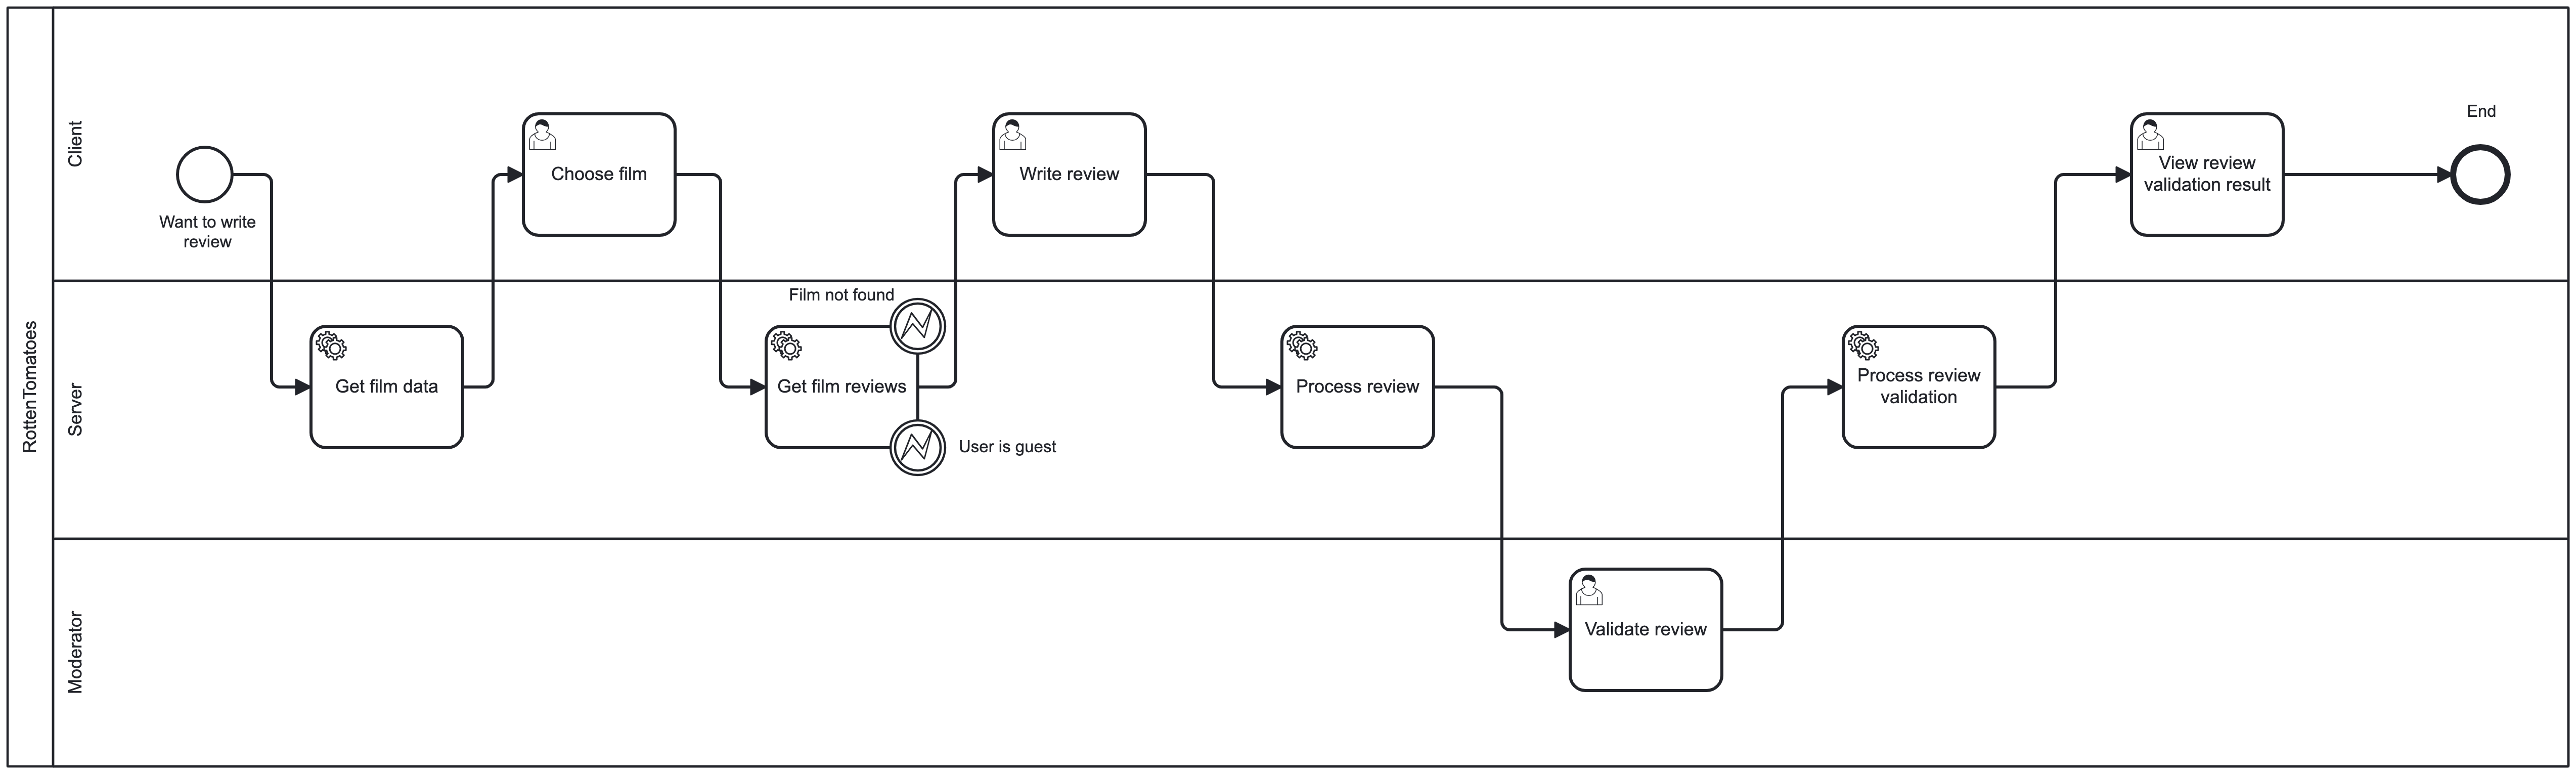 RottenTomatoes
Client
Want to write
review
Choose film
Write review
View review
validation result
End
Server
Get film data
Film not found
Get film reviews
User is guest
Process review
Process review
validation
Moderator
Validate review